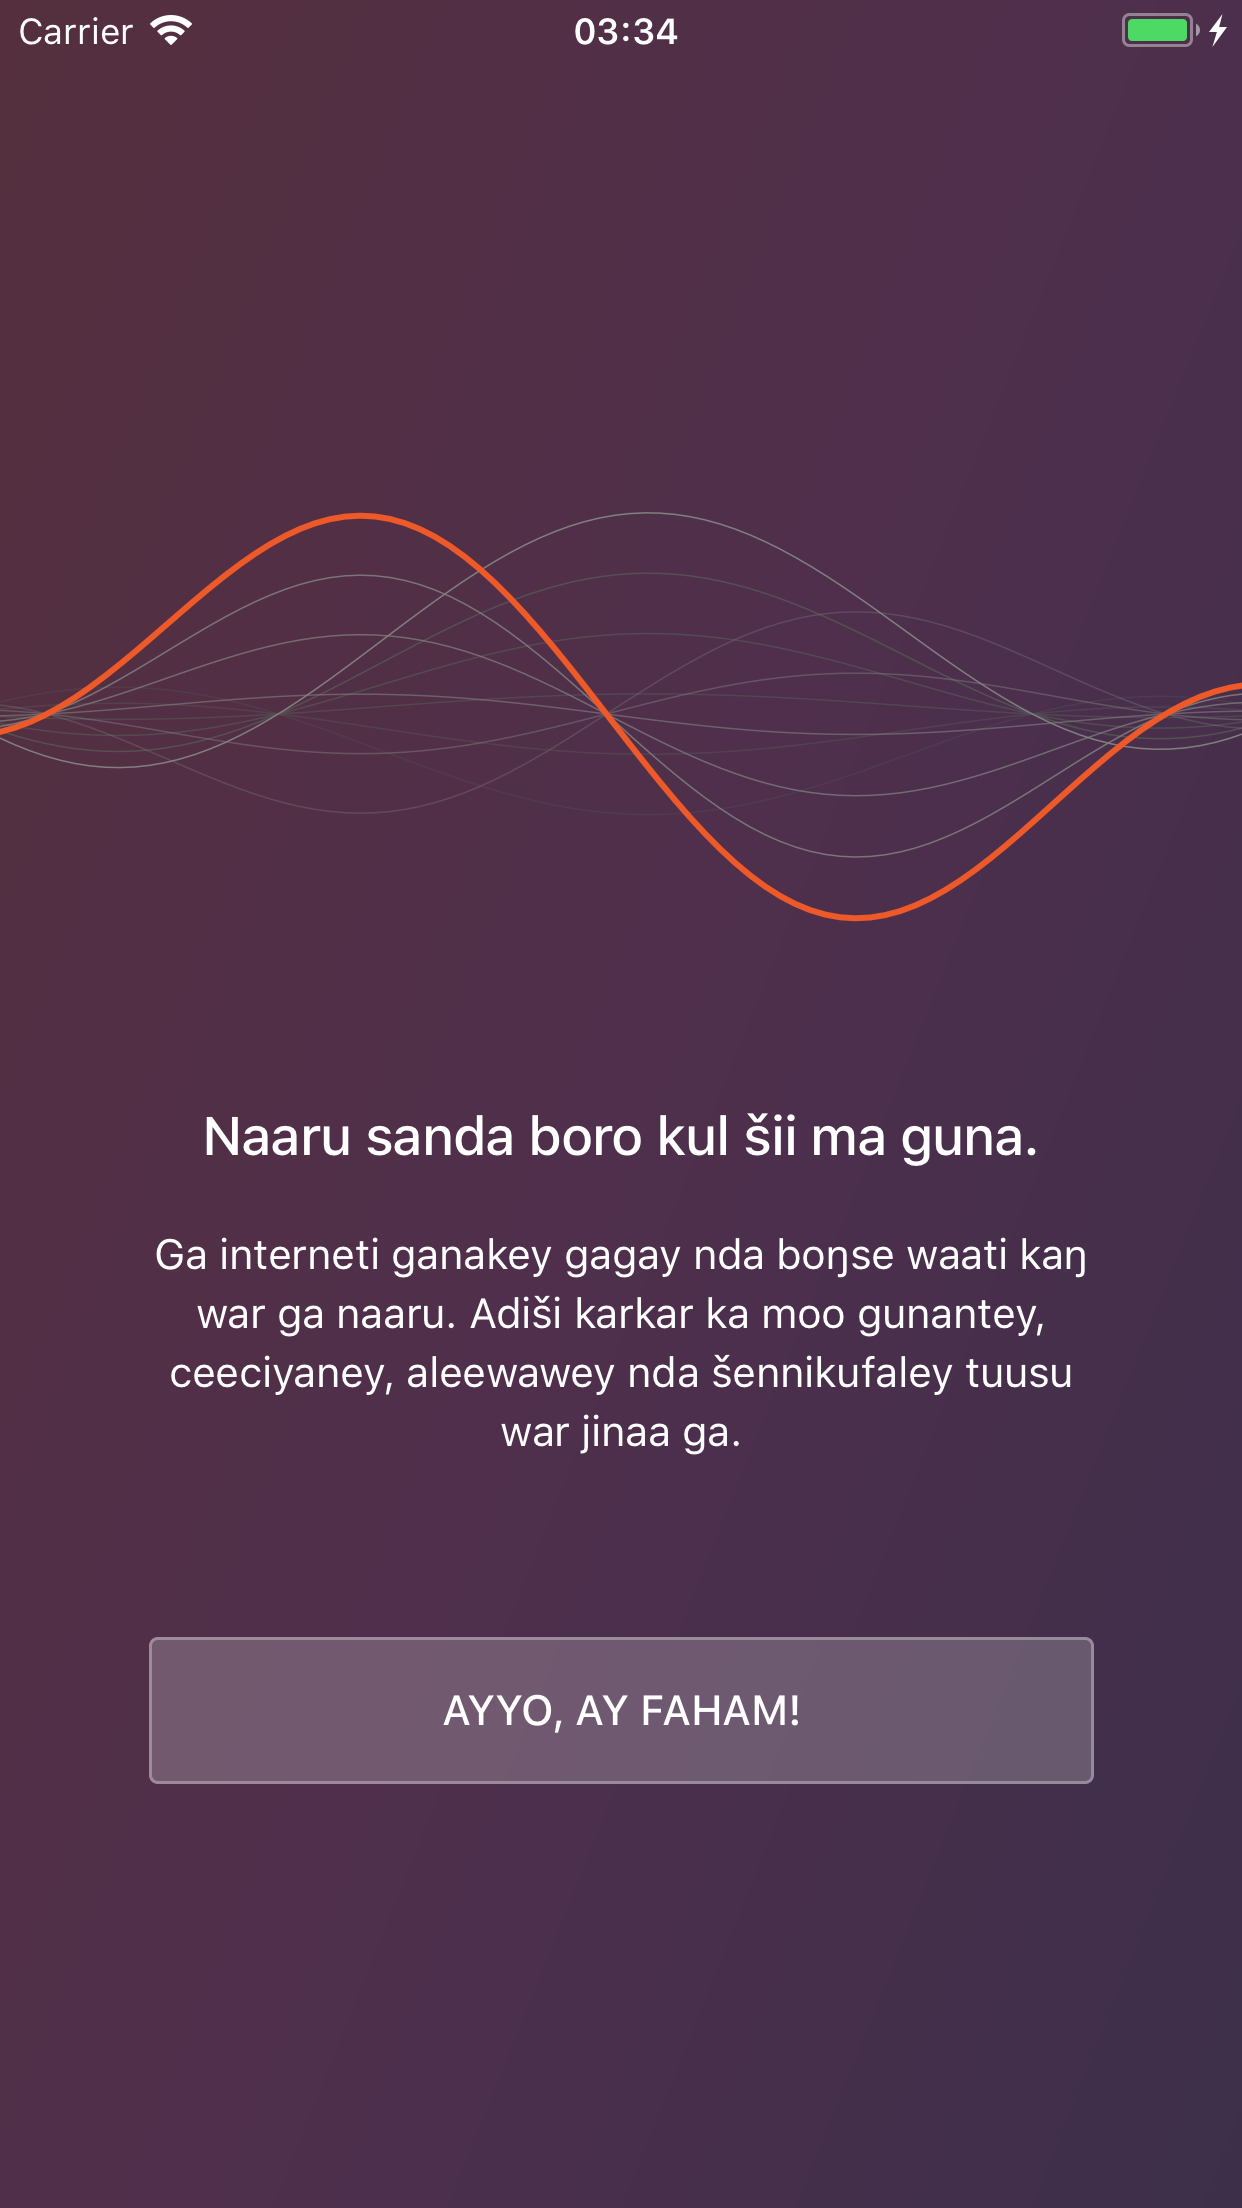 Carrier
03:34
Naaru sanda boro kul šii ma guna.
Ga interneti ganakey gagay nda boŋse waati kaŋ
war ga naaru. Adiši karkar ka moo gunantey,
ceeciyaney, aleewawey nda šennikufaley tuusu
war jinaa ga.
AYYO, AY FAHAM!